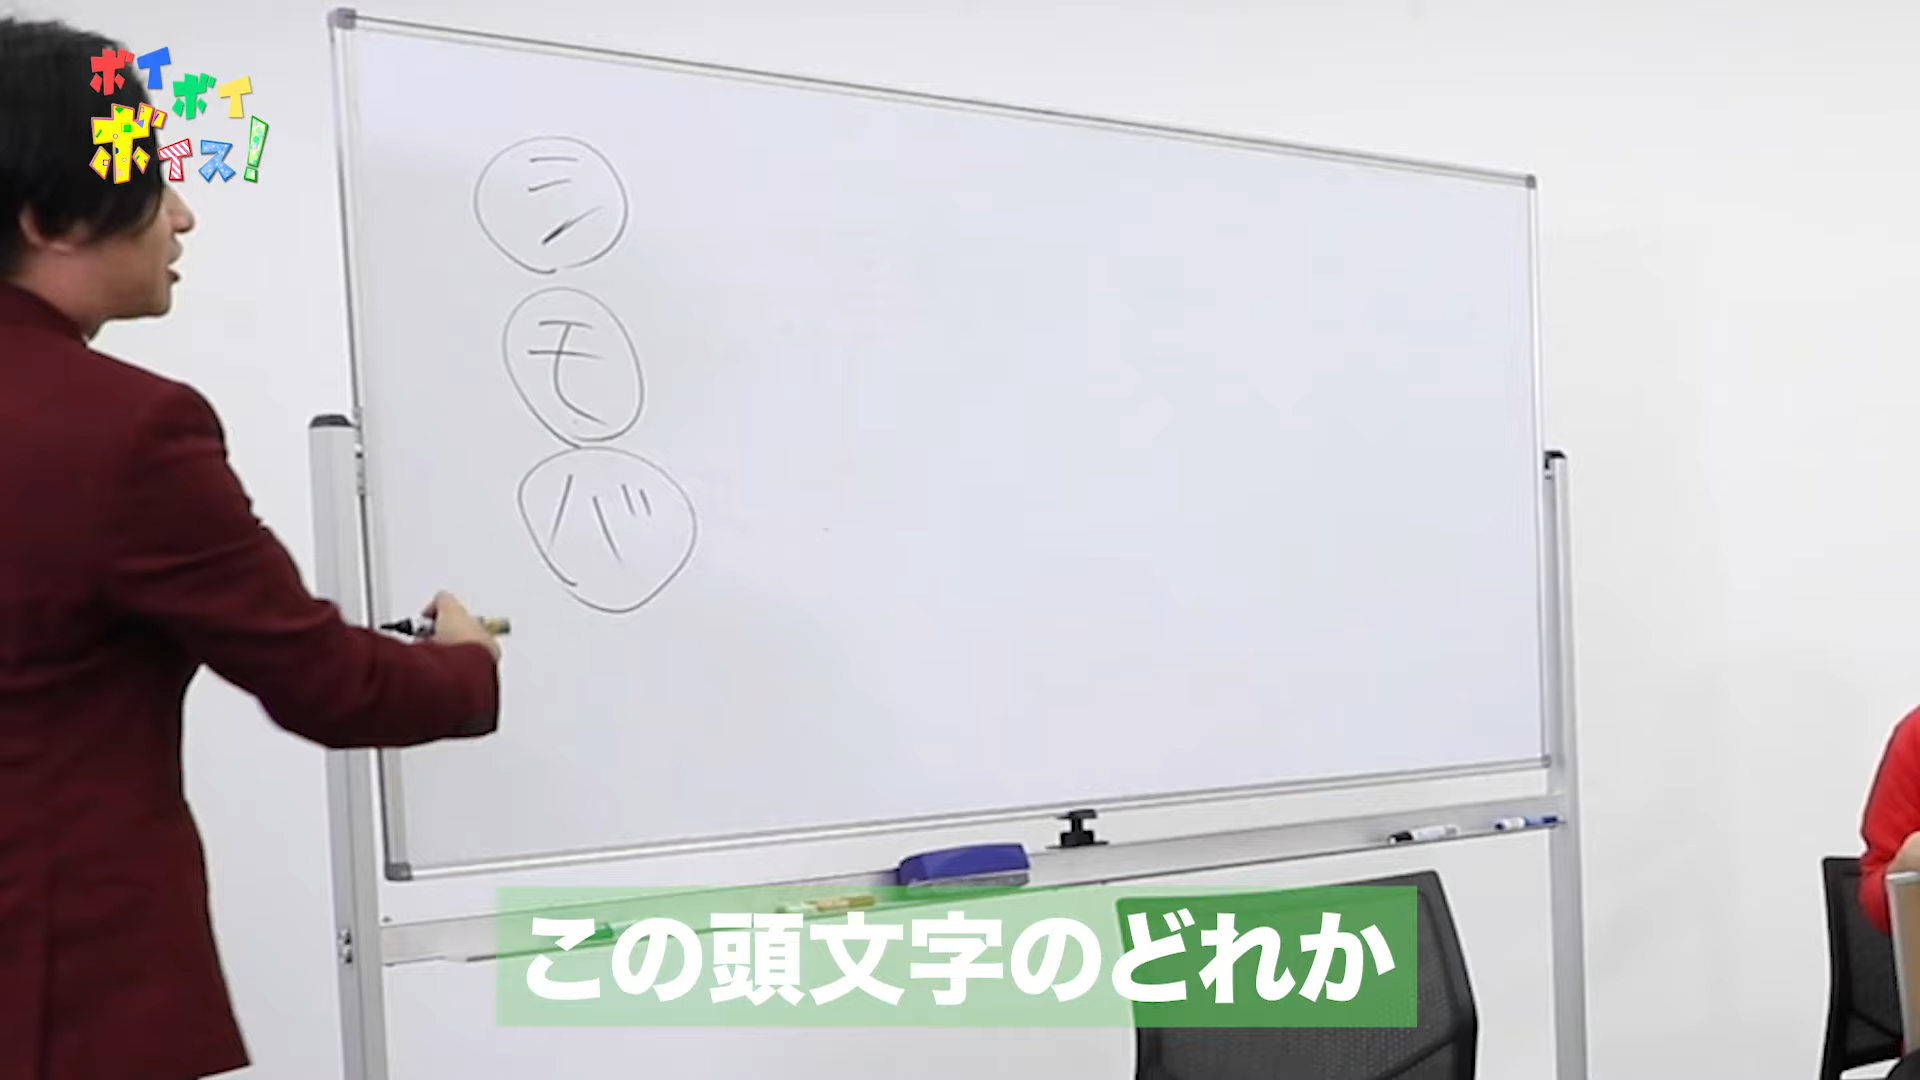 ボイボイ
ボイス!
シ
モ
バ
この頭文字のどれか